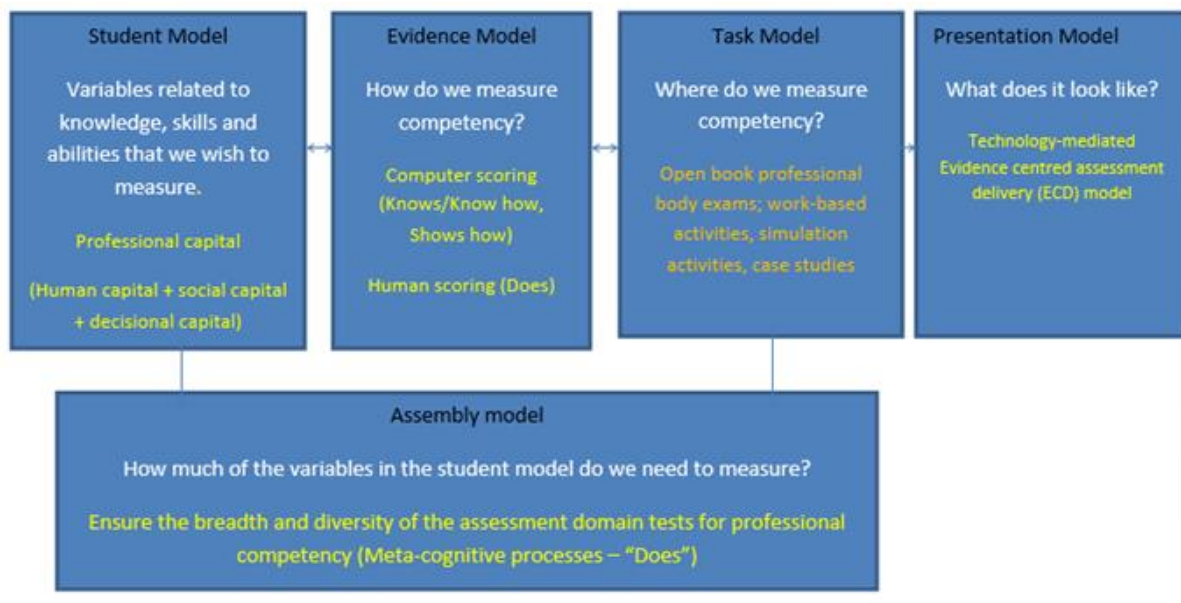 Student Model
Variables related to
knowledge, skills and
abilities that we wish to
measure.
Professional capital
(Human capital + social capital
+ decisional capital)
Evidence Model
How do we measure
competency?
Computer scoring
(Knows/Know how,
Shows how)
Human scoring (Does)
Task Model
Where do we measure
competency?
Open book professional
body exams; work-based
activities, simulation
activities, case studies
Presentation Model
What does it look like?
Technology-mediated
Evidence centred assessment
delivery (ECD) model
Assembly model
How much of the variables in the student model do we need to measure?
Ensure the breadth and diversity of the assessment domain tests for professional
competency (Meta-cognitive processes – “Does”)